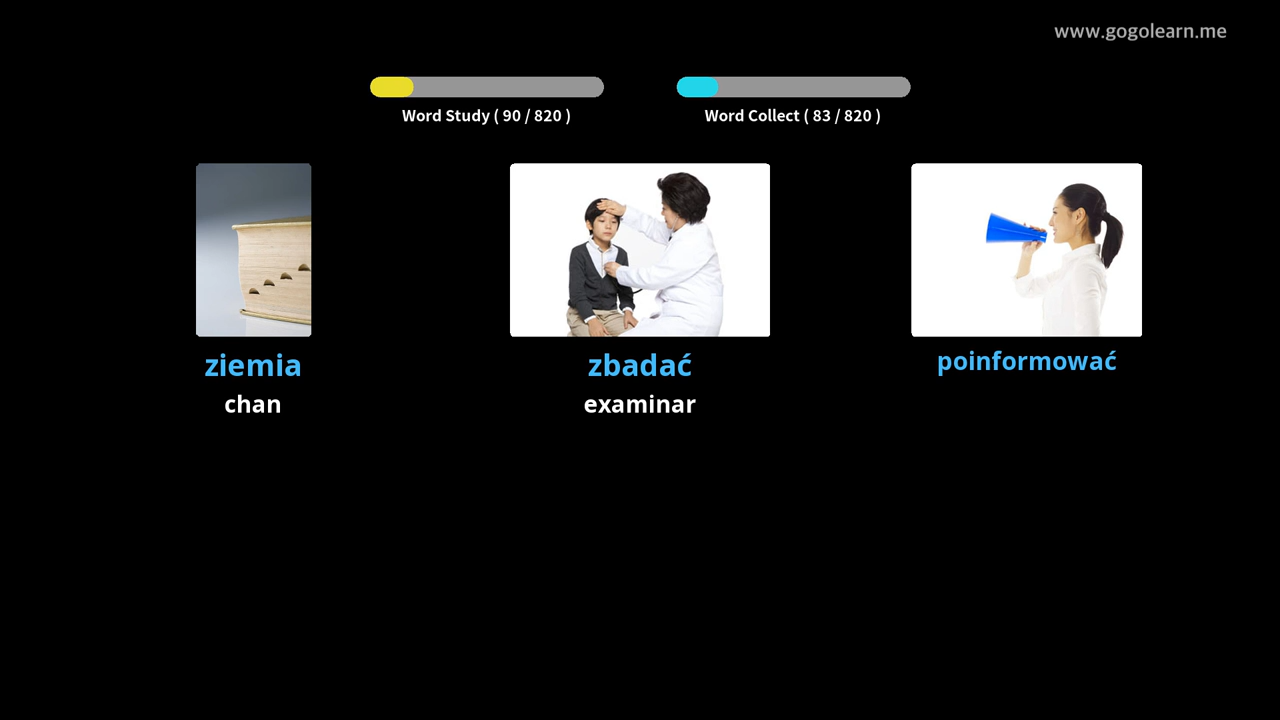 www.gogolearn.me
Word Study ( 90 / 820 )
Word Collect ( 83 / 820 )
ziemia
chan
zbadać
examinar
poinformować